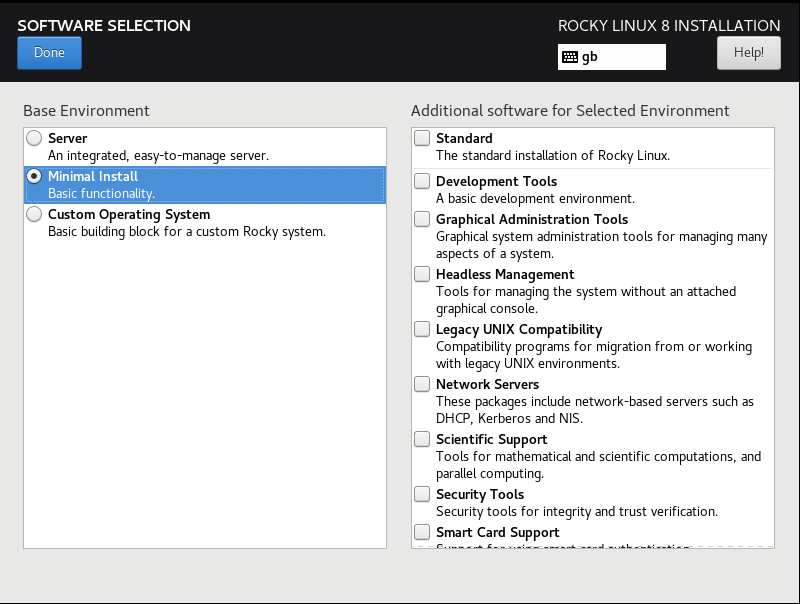 SOFTWARE SELECTION
ROCKY LINUX 8 INSTALLATION
Done
gb
Help!
Base Environment
Server
An integrated, easy-to-manage server.
Minimal Install
Basic functionality.
Custom Operating System
Basic building block for a custom Rocky system.
Additional software for Selected Environment
Standard
The standard installation of Rocky Linux.
Development Tools
A basic development environment.
Graphical Administration Tools
Graphical system administration tools for managing many
aspects of a system.
Headless Management
Tools for managing the system without an attached
graphical console.
Legacy UNIX Compatibility
Compatibility programs for migration from or working
with legacy UNIX environments.
Network Servers
These packages include network-based servers such as
DHCP, Kerberos and NIS.
Scientific Support
Tools for mathematical and scientific computations, and
parallel computing.
Security Tools
Security tools for integrity and trust verification.
Smart Card Support
Support for using smart card authentication.